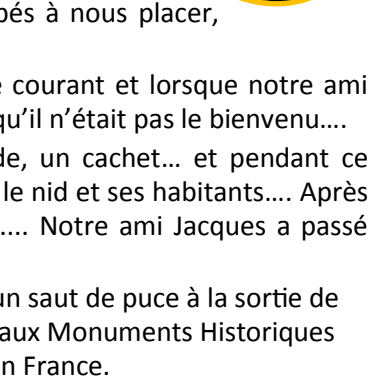 pés à nous placer,
courant et lorsque notre ami
qu'il n'était pas le bienvenu....
de, un cachet... et pendant ce
le nid et ses habitants.... Après
.... Notre ami Jacques a passé
un saut de puce à la sortie de
aux Monuments Historiques
n France.